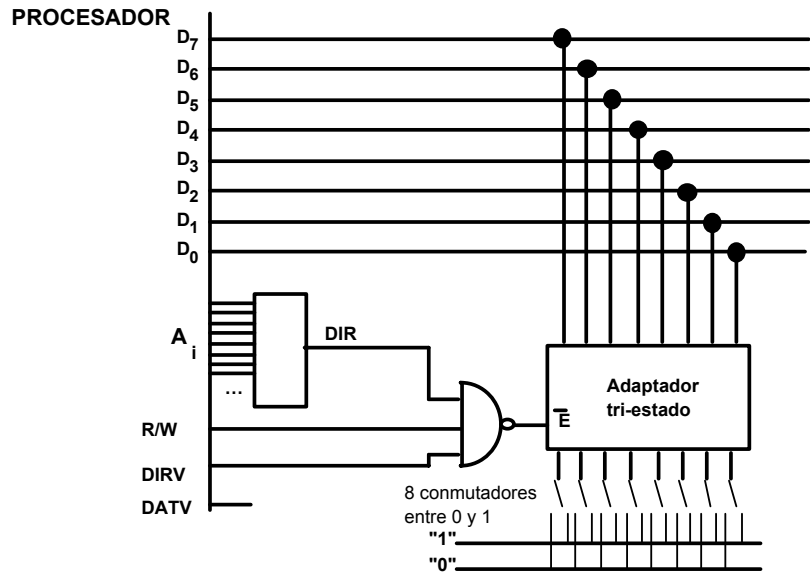 PROCESADOR
D7
D6
D5
D4
D3
D2
D1
D0
A i
DIR
...
R/W
DIRV
DATV
Adaptador
tri-estado
E̅
8 conmutadores
entre 0 y 1
"1"
"0"